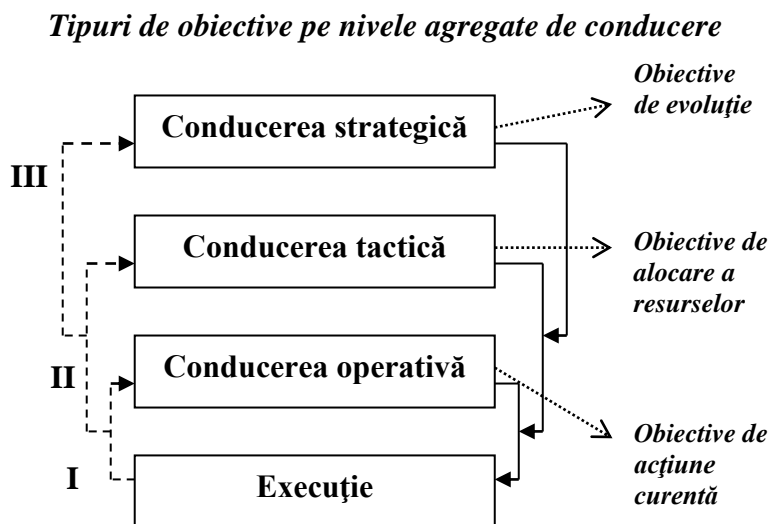 Tipuri de obiective pe nivele agregate de conducere
Obiective
de evoluţie
Conducerea strategică
III
Conducerea tactică
Obiective de
alocare a
resurselor
Conducerea operativă
II
Obiective de
acţiune
curentă
I
Execuţie